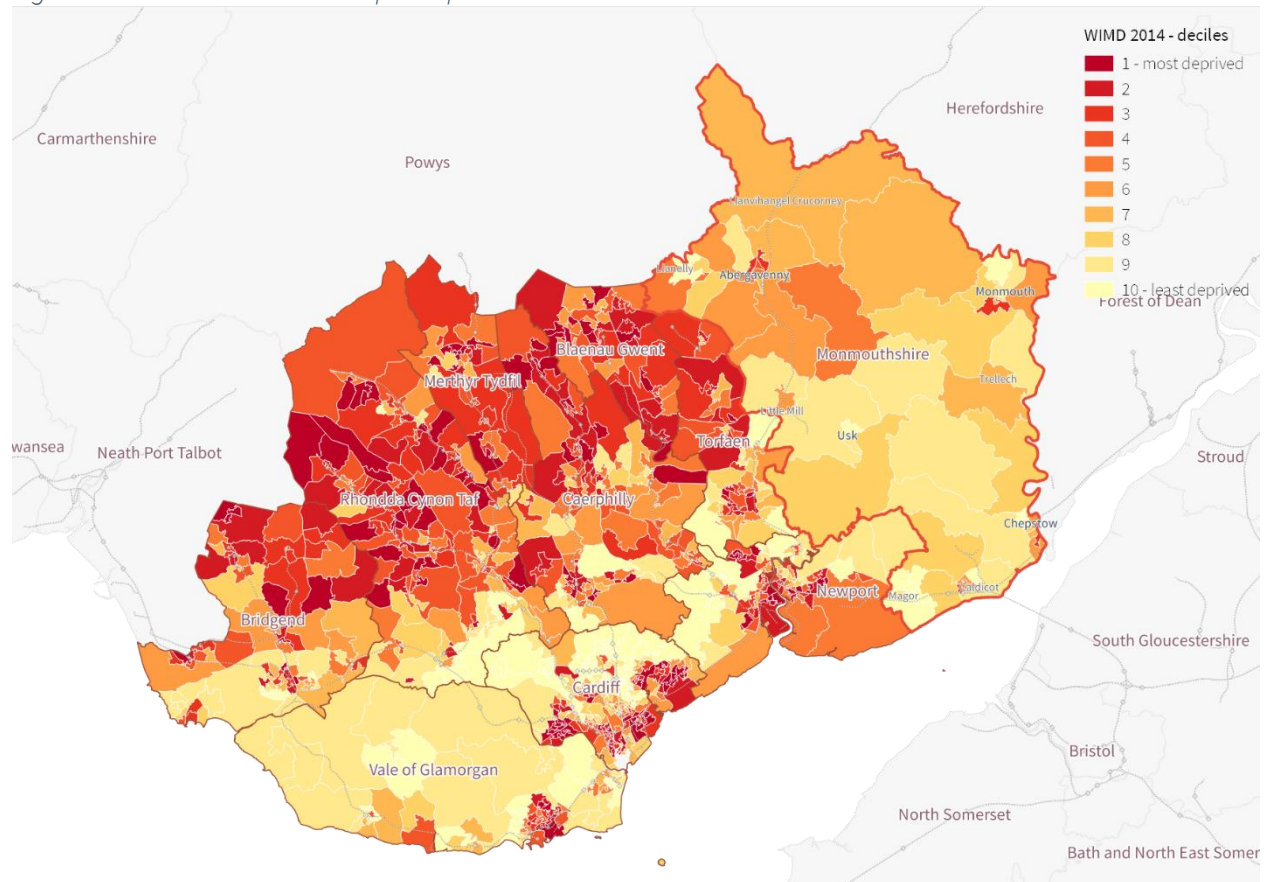 WIMD 2014 - deciles
1 - most deprived
2
3
4
5
6
7
8
9
10 - least deprived
Herefordshire
Carmarthenshire
Powys
Llanvihangel Crucorney
Llanelly
Abergavenny
Monmouth
Forest of Dean
Blaenau Gwent
Monmouthshire
Merthyr Tydfil
Trellech
Little Mill
Usk
Torfaen
wansea
Neath Port Talbot
Stroud
Rhondda Cynon Taf
Caerphilly
Chepstow
Newport
Magor
Caldicot
Bridgend
South Gloucestershire
Cardiff
Bristol
Vale of Glamorgan
North Somerset
Bath and North East Somer